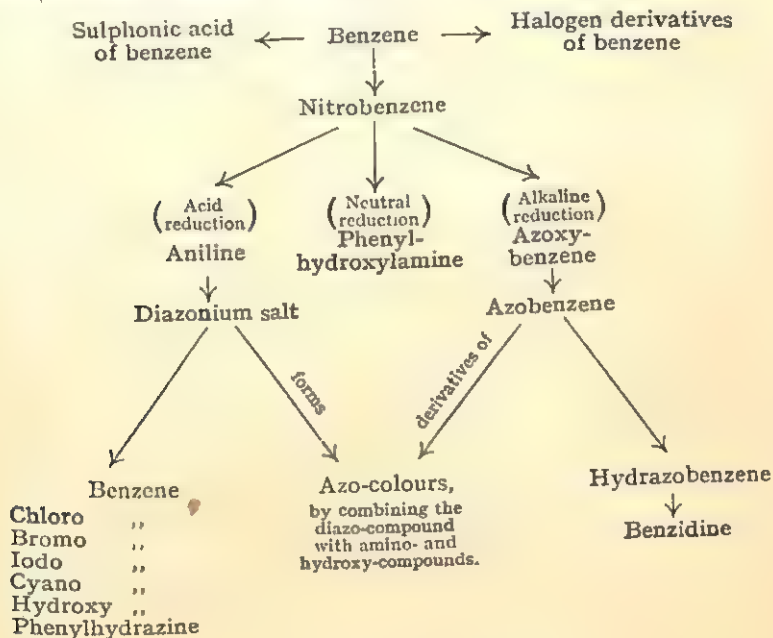 Sulphonic acid
of benzene
Benzene
Halogen derivatives
of benzene
Nitrobenzene
(Acid
reduction)
Aniline
(Neutral
reduction)
Phenyl-
hydroxylamine
(Alkaline
reduction)
Azoxy-
benzene
Diazonium salt
Azobenzene
forms
derivatives of
Benzene
Chloro ,,
Bromo ,,
Iodo ,,
Cyano ,,
Hydroxy ,,
Phenylhydrazine
Azo-colours,
by combining the
diazo-compound
with amino- and
hydroxy-compounds.
Hydrazobenzene
Benzidine